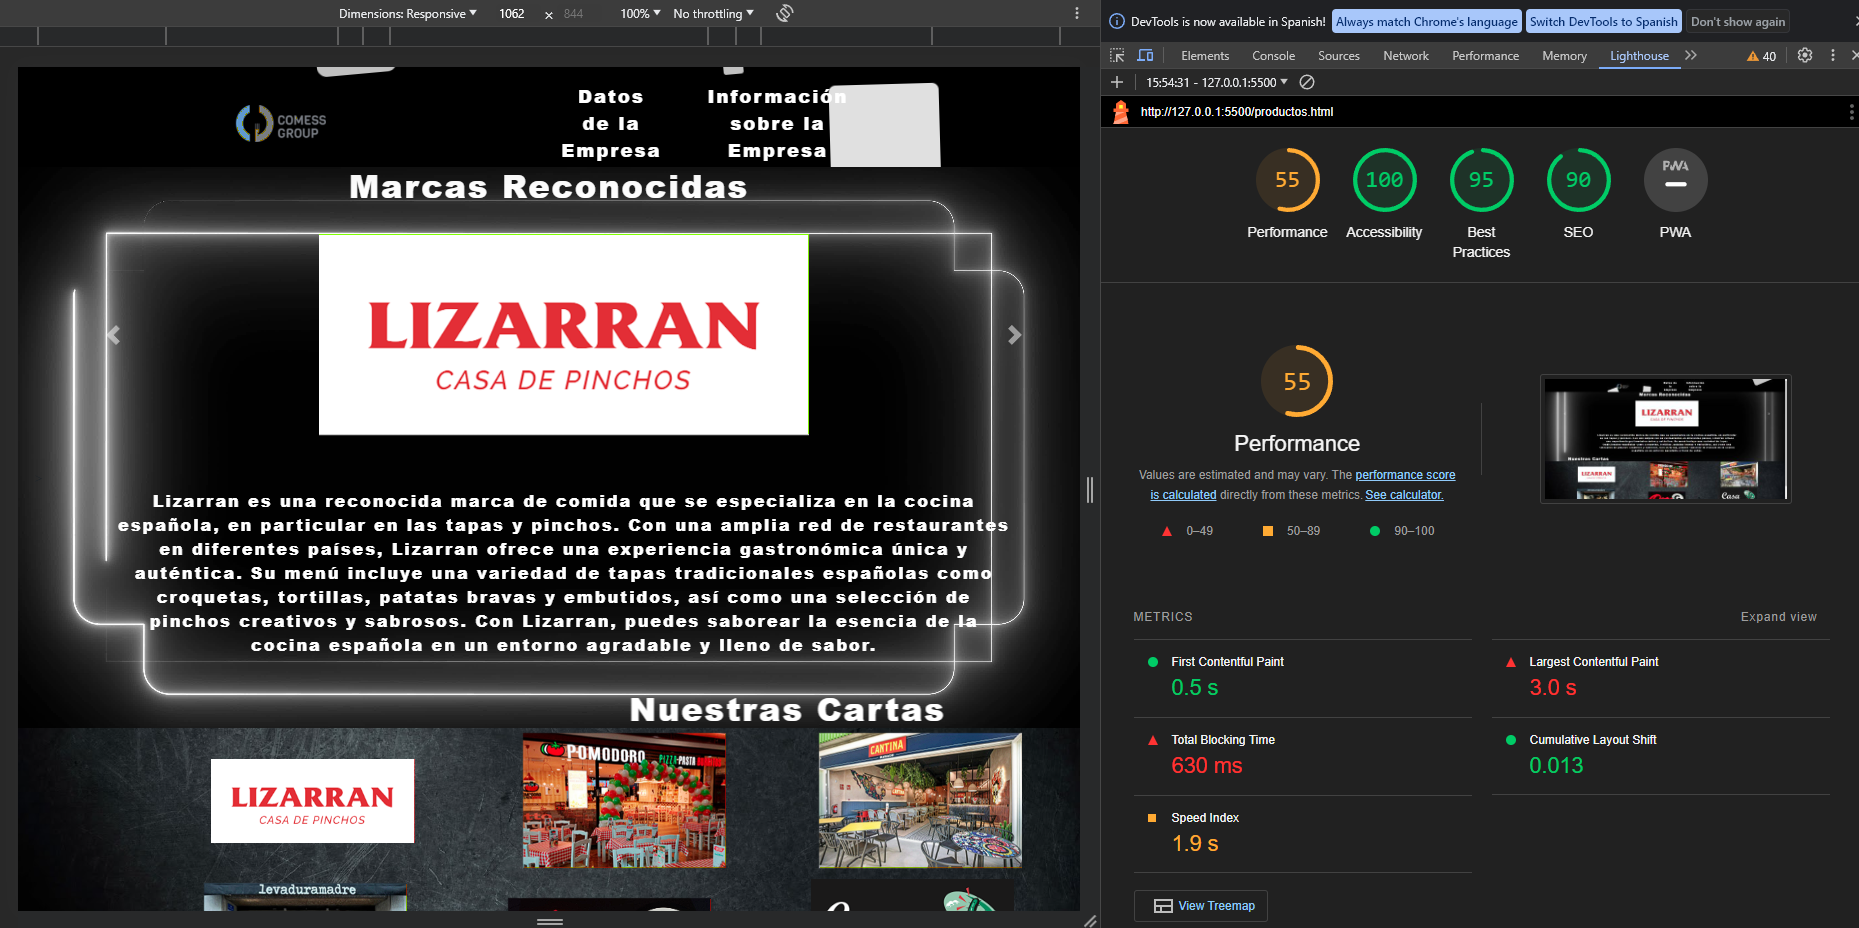 Dimensions: Responsive
1062
×
844
100%
No throttling
Datos
de la
Empresa
Información
sobre la
Empresa
COMESS
GROUP
Marcas Reconocidas
LIZARRAN
CASA DE PINCHOS
Lizarran es una reconocida marca de comida que se especializa en la cocina
española, en particular en las tapas y pinchos. Con una amplia red de restaurantes
en diferentes países, Lizarran ofrece una experiencia gastronómica única y
auténtica. Su menú incluye una variedad de tapas tradicionales españolas como
croquetas, tortillas, patatas bravas y embutidos, así como una selección de
pinchos creativos y sabrosos. Con Lizarran, puedes saborear la esencia de la
cocina española en un entorno agradable y lleno de sabor.
Nuestras Cartas
LIZARRAN
CASA DE PINCHOS
POMODORO
PIZZA-PASTA
CANTINA
levaduramadre
DevTools is now available in Spanish!
Always match Chrome's language
Switch DevTools to Spanish
Don't show again
Elements
Console
Sources
Network
Performance
Memory
Lighthouse
40
15:54:31 - 127.0.0.1:5500
http://127.0.0.1:5500/productos.html
55
Performance
100
Accessibility
95
Best
Practices
90
SEO
PWA
PWA
55
Performance
Values are estimated and may vary. The performance score
is calculated directly from these metrics. See calculator.
0–49
50–89
90–100
Marcas Reconocidas
LIZARRAN
Nuestras Cartas
METRICS
Expand view
First Contentful Paint
0.5 s
Largest Contentful Paint
3.0 s
Total Blocking Time
630 ms
Cumulative Layout Shift
0.013
Speed Index
1.9 s
View Treemap